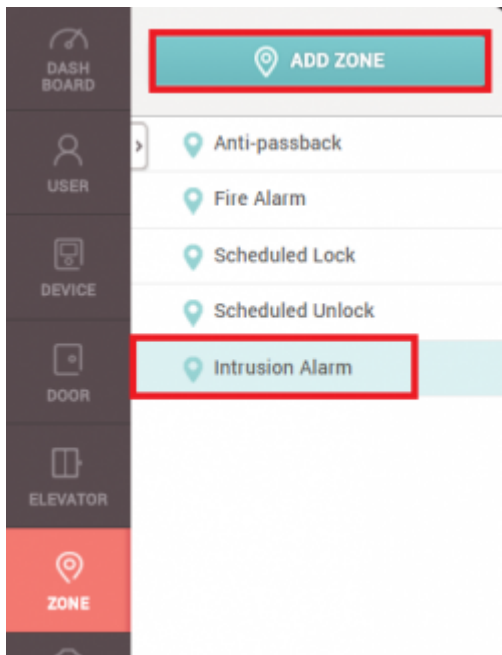 DASH
BOARD
USER
DEVICE
DOOR
ELEVATOR
ZONE
ADD ZONE
Anti-passback
Fire Alarm
Scheduled Lock
Scheduled Unlock
Intrusion Alarm